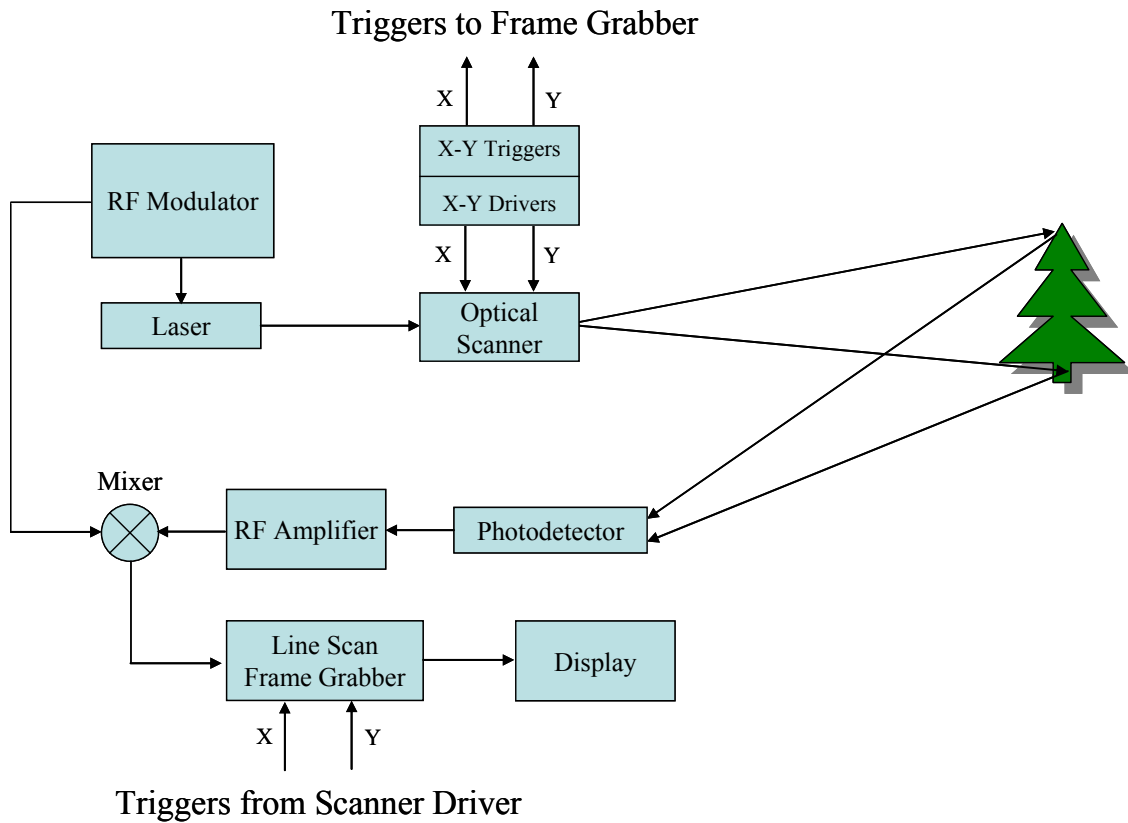 Triggers to Frame Grabber
X
Y
X-Y Triggers
RF Modulator
X-Y Drivers
X
Y
Laser
Optical
Scanner
Mixer
RF Amplifier
Photodetector
Line Scan
Frame Grabber
Display
X
Y
Triggers from Scanner Driver